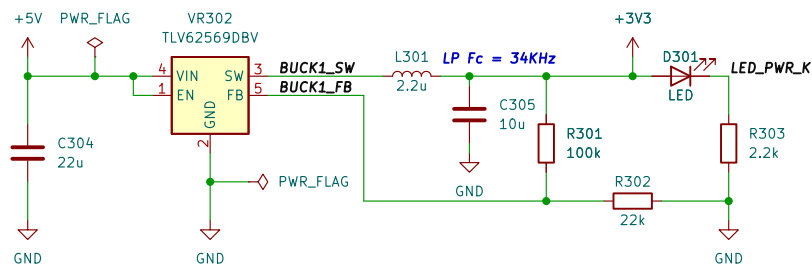 +5V
PWR_FLAG
VR302
TLV62569DBV
4
VIN
SW
3
BUCK1_SW
1
EN
FB
5
BUCK1_FB
GND
2
C304
22u
GND
GND
PWR_FLAG
L301
2.2u
LP Fc = 34KHz
C305
10u
GND
+3V3
D301
LED
LED_PWR_K
R301
100k
R302
22k
R303
2.2k
GND